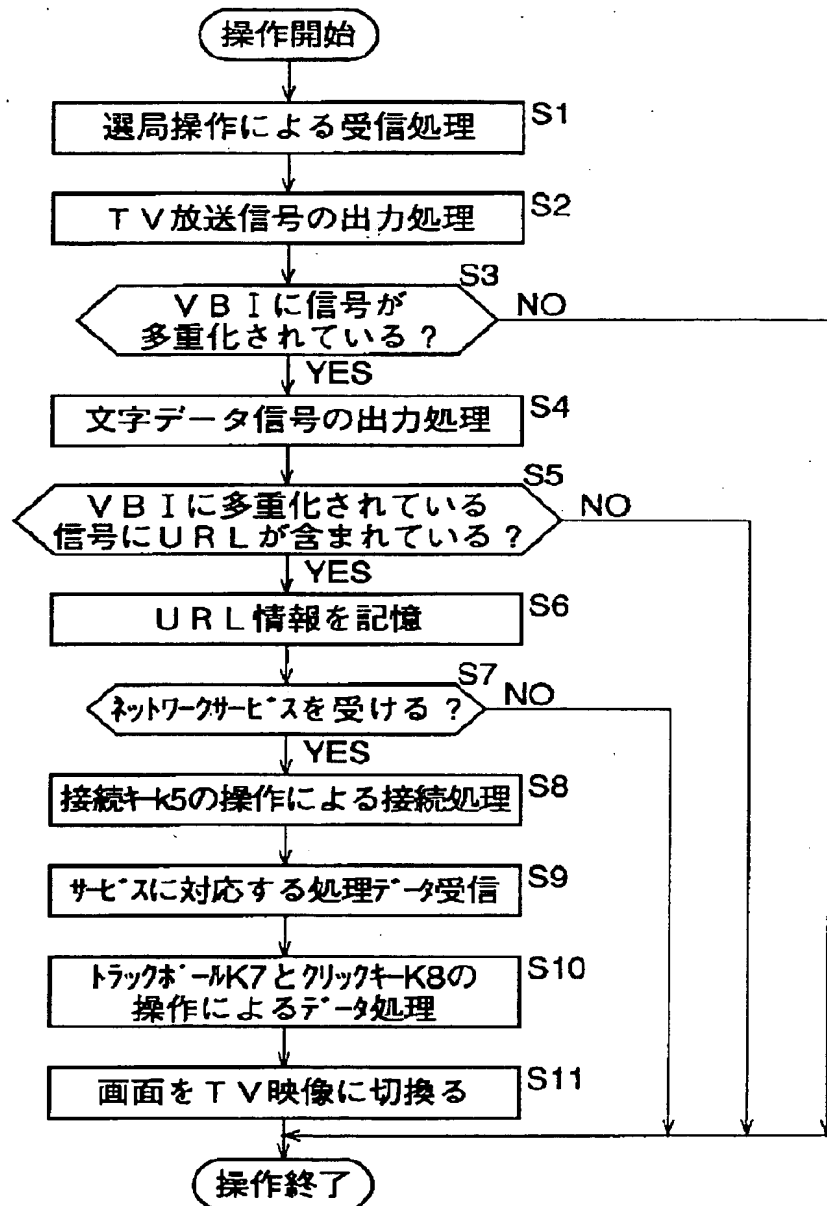 操作開始
選局操作による受信処理 S1
TV放送信号の出力処理 S2
S3
VBIに信号が
多重化されている? NO
YES
文字データ信号の出力処理 S4
S5
VBIに多重化されている
信号にURLが含まれている? NO
YES
URL情報を記憶 S6
S7
ネットワークサービスを受ける? NO
YES
接続キーk5の操作による接続処理 S8
サービスに対応する処理データ受信 S9
トラックボールK7とクリックキーK8の S10
操作によるデータ処理
画面をTV映像に切換る S11
操作終了